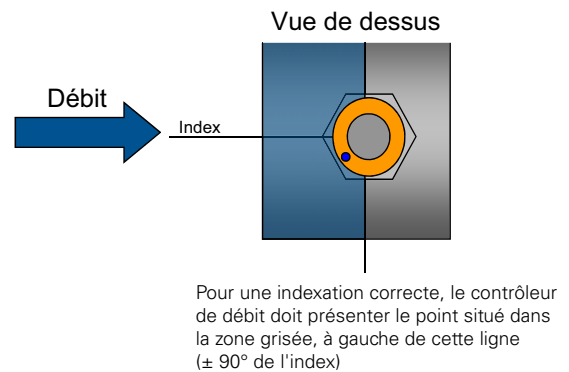 Vue de dessus
Débit
Index
Pour une indexation correcte, le contrôleur
de débit doit présenter le point situé dans
la zone grisée, à gauche de cette ligne
(± 90° de l'index)